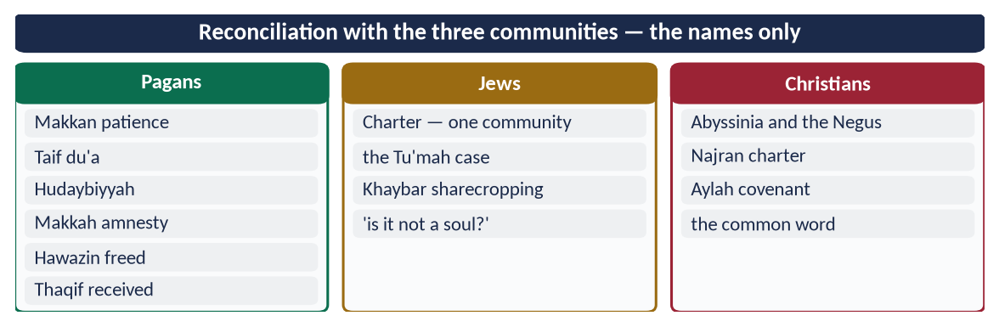 Reconciliation with the three communities — the names only
Pagans
Makkan patience
Taif du'a
Hudaybiyyah
Makkah amnesty
Hawazin freed
Thaqif received
Jews
Charter — one community
the Tu'mah case
Khaybar sharecropping
'is it not a soul?'
Christians
Abyssinia and the Negus
Najran charter
Aylah covenant
the common word